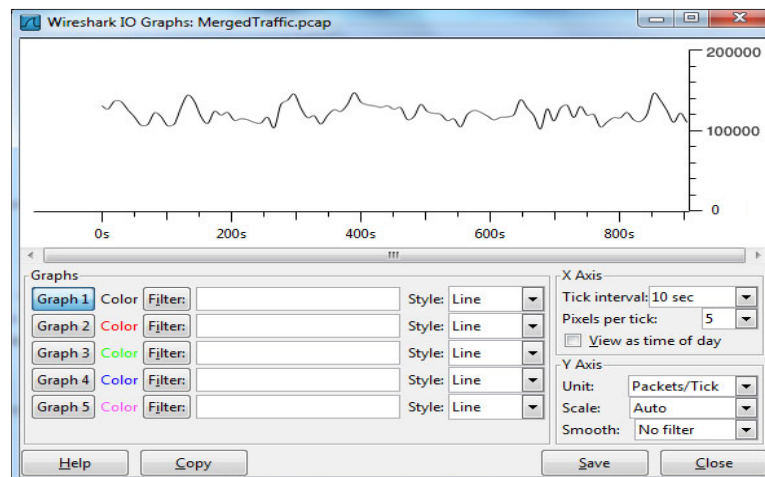 Wireshark IO Graphs: MergedTraffic.pcap
200000
100000
0
0s 200s 400s 600s 800s
Graphs
Graph 1 Color Filter: Style: Line
Graph 2 Color Filter: Style: Line
Graph 3 Color Filter: Style: Line
Graph 4 Color Filter: Style: Line
Graph 5 Color Filter: Style: Line
X Axis
Tick interval: 10 sec
Pixels per tick: 5
View as time of day
Y Axis
Unit: Packets/Tick
Scale: Auto
Smooth: No filter
Help Copy Save Close